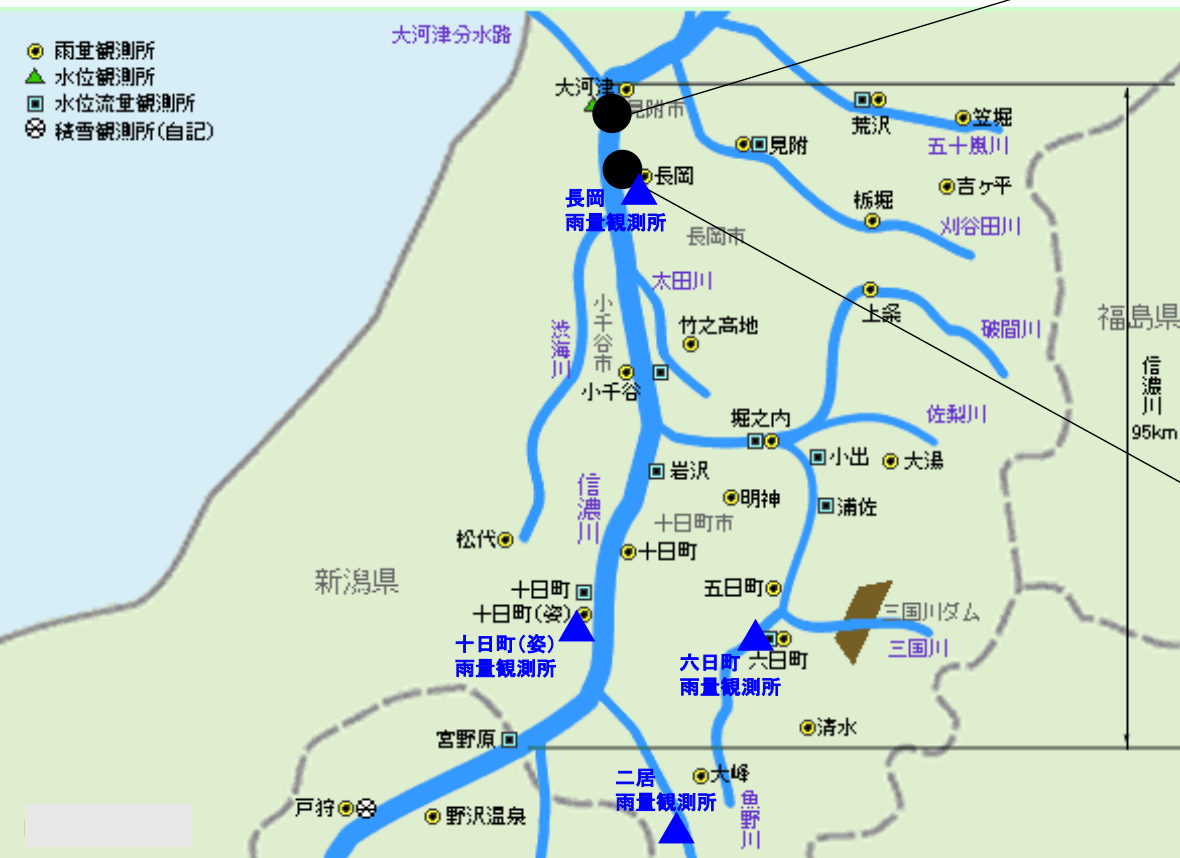 大河津分水路
雨量観測所
水位観測所
水位流量観測所
積雪観測所(自記)
大河津
見附市
荒沢
笠堀
五十嵐川
見附
長岡
吉ヶ平
長岡
雨量観測所
栃堀
刈谷田川
長岡市
太田川
小千谷市
上条
福島県
竹之高地
破間川
渋海川
信濃川
95km
小千谷
堀之内
佐梨川
小出
大湯
岩沢
信濃川
明神
浦佐
十日町市
松代
十日町
新潟県
十日町
五日町
十日町(姿)
三国川ダム
十日町(姿)
雨量観測所
六日町
六日町
雨量観測所
三国川
清水
宮野原
二居
雨量観測所
大峰
魚野川
戸狩
野沢温泉